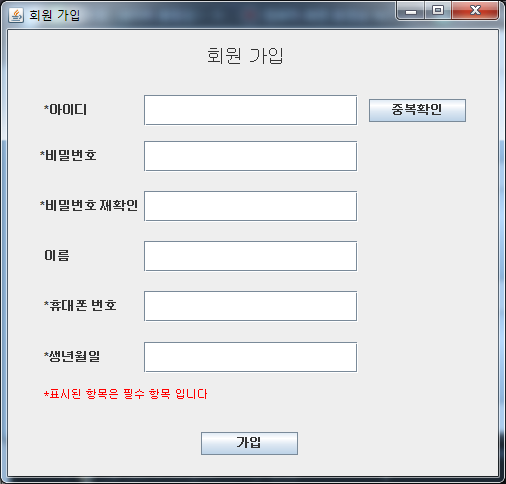 회원 가입
회원 가입
*아이디
중복확인
*비밀번호
*비밀번호 재확인
이름
*휴대폰 번호
*생년월일
*표시된 항목은 필수 항목 입니다
가입